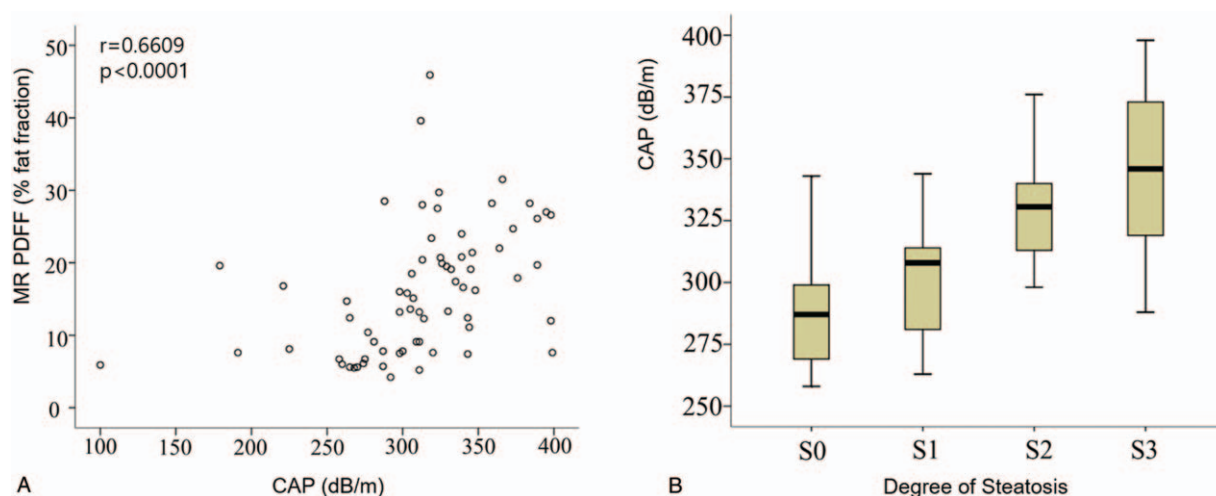 r=0.6609
p<0.0001
MR PDFF (% fat fraction)
50
40
30
20
10
0
100 150 200 250 300 350 400
A
CAP (dB/m)
CAP (dB/m)
400
375
350
325
300
275
250
S0 S1 S2 S3
B
Degree of Steatosis